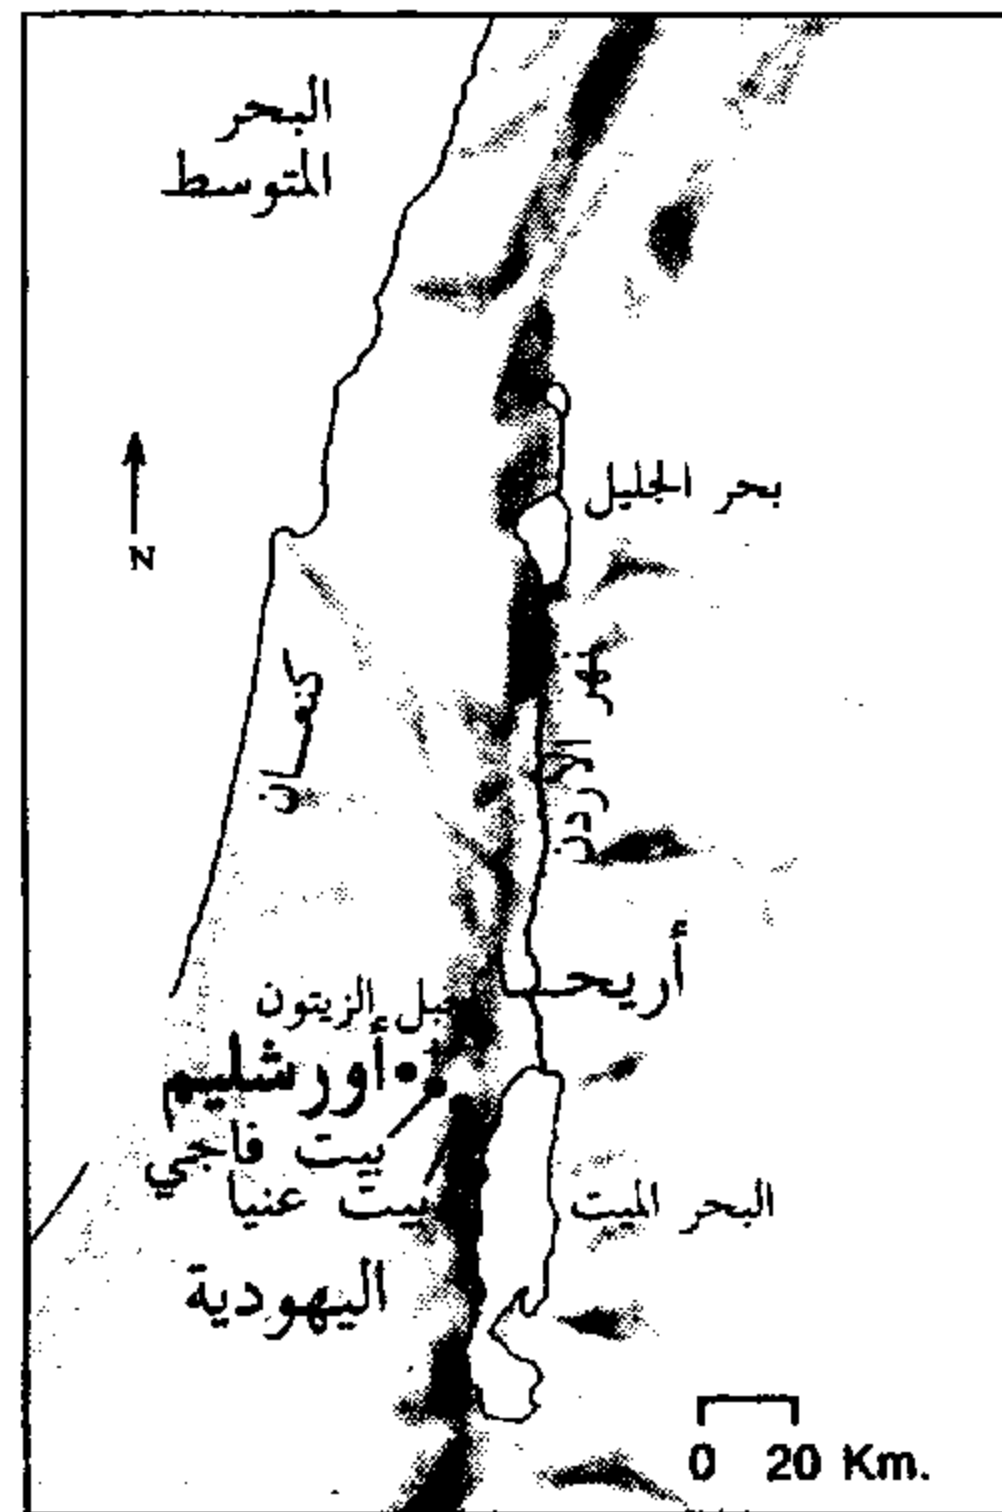 البحر
المتوسط
بحر الجليل
N
كنعان
نهر الأردن
أريحا
جبل الزيتون
أورشليم
بيت فاجي
بيت عنيا
البحر الميت
اليهودية
0 20 Km.